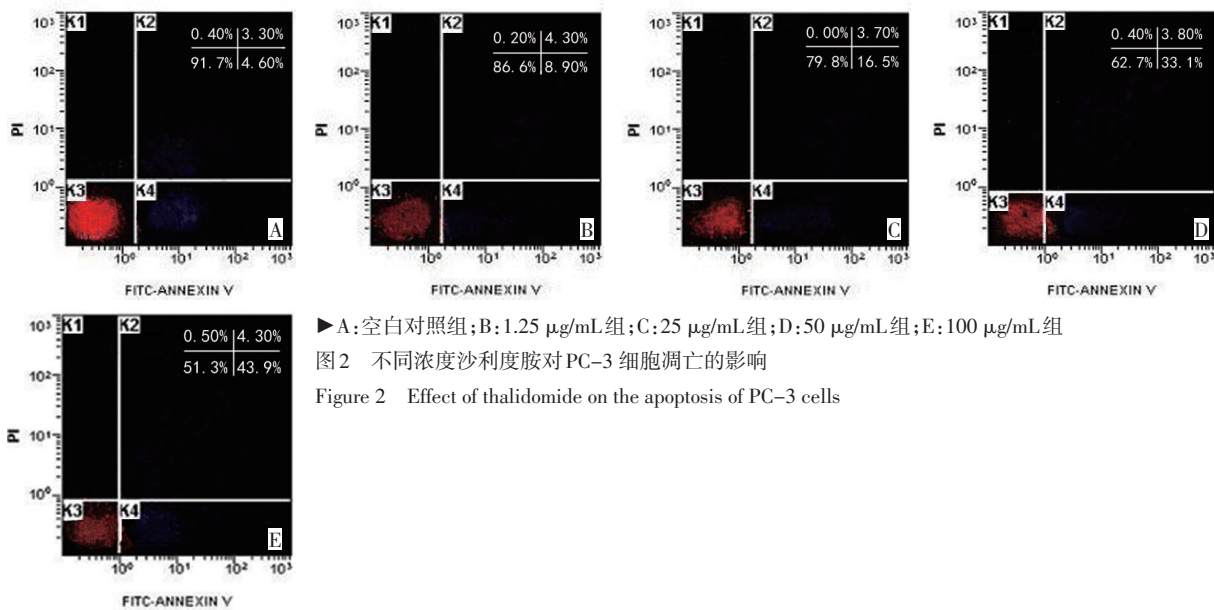 10³ K1 K2
0.40% 3.30%
91.7% 4.60%
10²
PI
10¹
10⁰
K3 K4
A
10⁰ 10¹ 10² 10³
FITC-ANNEXIN V
10³ K1 K2
0.20% 4.30%
86.6% 8.90%
10²
PI
10¹
10⁰
K3 K4
B
10⁰ 10¹ 10² 10³
FITC-ANNEXIN V
10³ K1 K2
0.00% 3.70%
79.8% 16.5%
10²
PI
10¹
10⁰
K3 K4
C
10⁰ 10¹ 10² 10³
FITC-ANNEXIN V
10³ K1 K2
0.40% 3.80%
62.7% 33.1%
10²
PI
10¹
10⁰
K3 K4
D
10⁰ 10¹ 10² 10³
FITC-ANNEXIN V
10³ K1 K2
0.50% 4.30%
51.3% 43.9%
10²
PI
10¹
10⁰
K3 K4
E
10⁰ 10¹ 10² 10³
FITC-ANNEXIN V
▶A:空白对照组;B:1.25 μg/mL组;C:25 μg/mL组;D:50 μg/mL组;E:100 μg/mL组
图2 不同浓度沙利度胺对PC-3 细胞凋亡的影响
Figure 2 Effect of thalidomide on the apoptosis of PC-3 cells